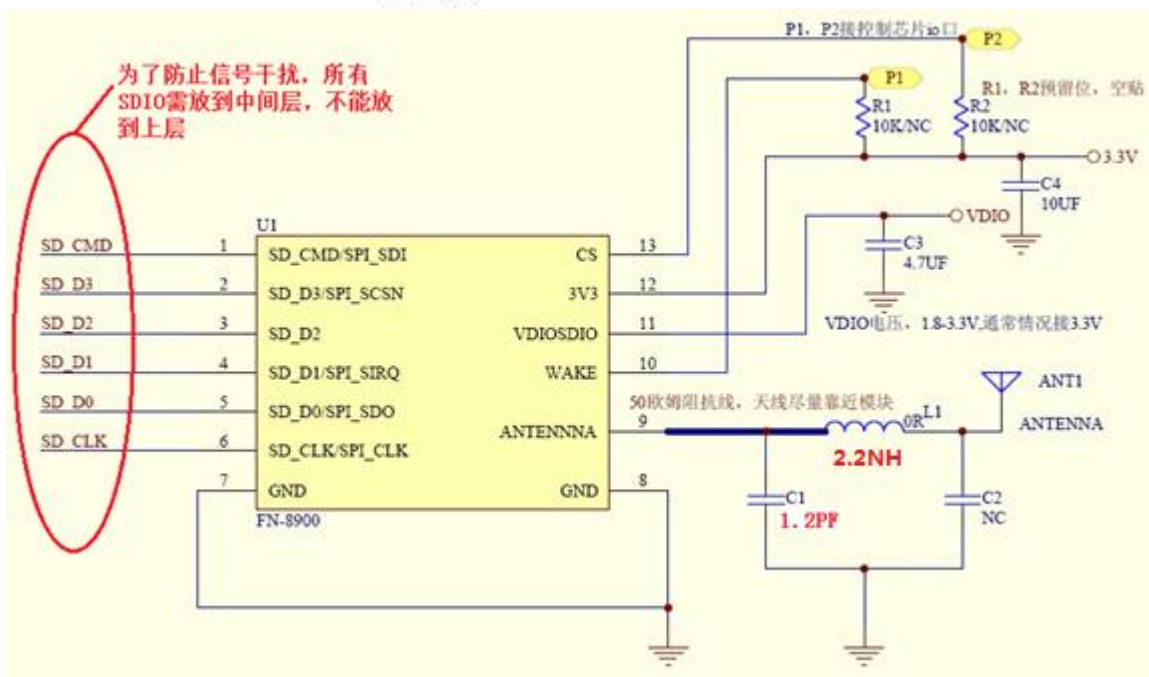 P1, P2接控制芯片io口
P2
为了防止信号干扰，所有
SDIO需放到中间层，不能放
到上层
P1
R1, R2预留位，空贴
R1
10K/NC
R2
10K/NC
3.3V
C4
10UF
VDIO
C3
4.7UF
VDIO电压，1.8-3.3V,通常情况接3.3V
U1
SD_CMD 1 SD_CMD/SPI_SDI CS 13
SD_D3 2 SD_D3/SPI_SCSN 3V3 12
SD_D2 3 SD_D2 VDIOSDIO 11
SD_D1 4 SD_D1/SPI_SIRQ WAKE 10
SD_D0 5 SD_D0/SPI_SDO
SD_CLK 6 SD_CLK/SPI_CLK ANTENNNA 9
7 GND GND 8
FN-8900
50欧姆阻抗线，天线尽量靠近模块
ANT1
ANTENNA
0R L1
2.2NH
C1
1.2PF
C2
NC